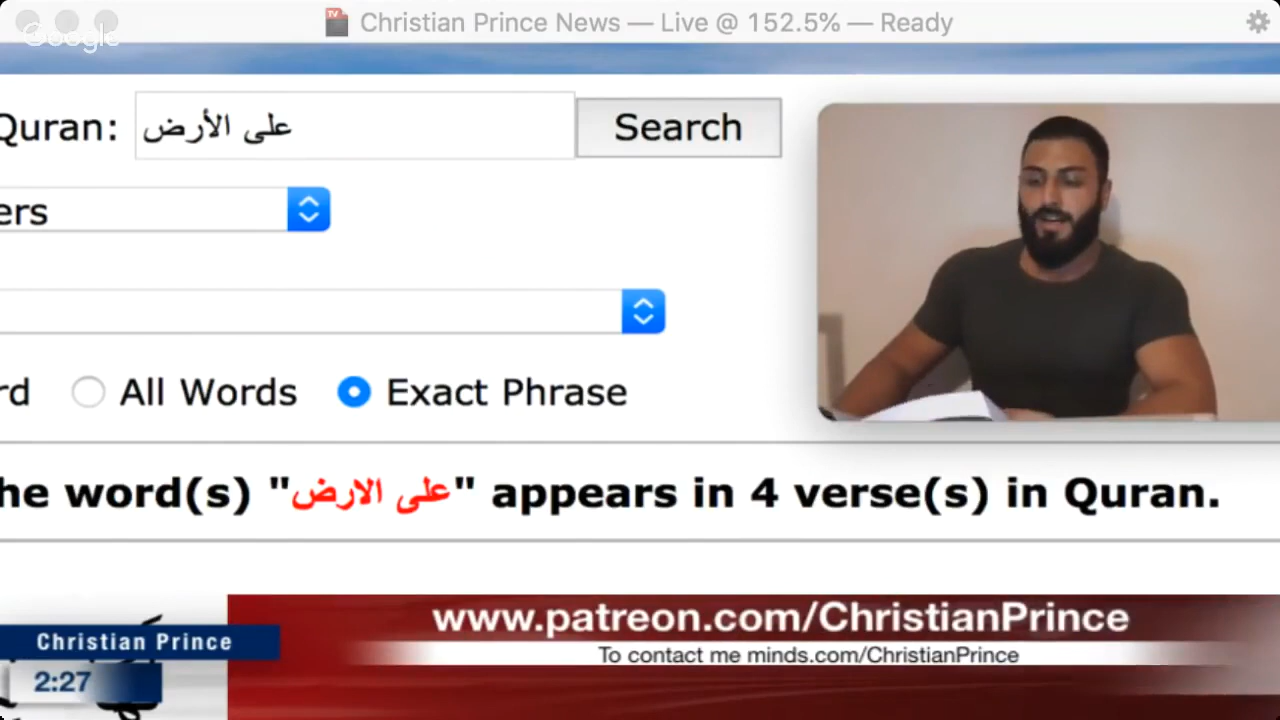 Christian Prince News — Live @ 152.5% — Ready
Google
TV
Quran: على الأرض Search
ers
rd All Words Exact Phrase
he word(s) "على الارض" appears in 4 verse(s) in Quran.
www.patreon.com/ChristianPrince
Christian Prince
To contact me minds.com/ChristianPrince
2:27